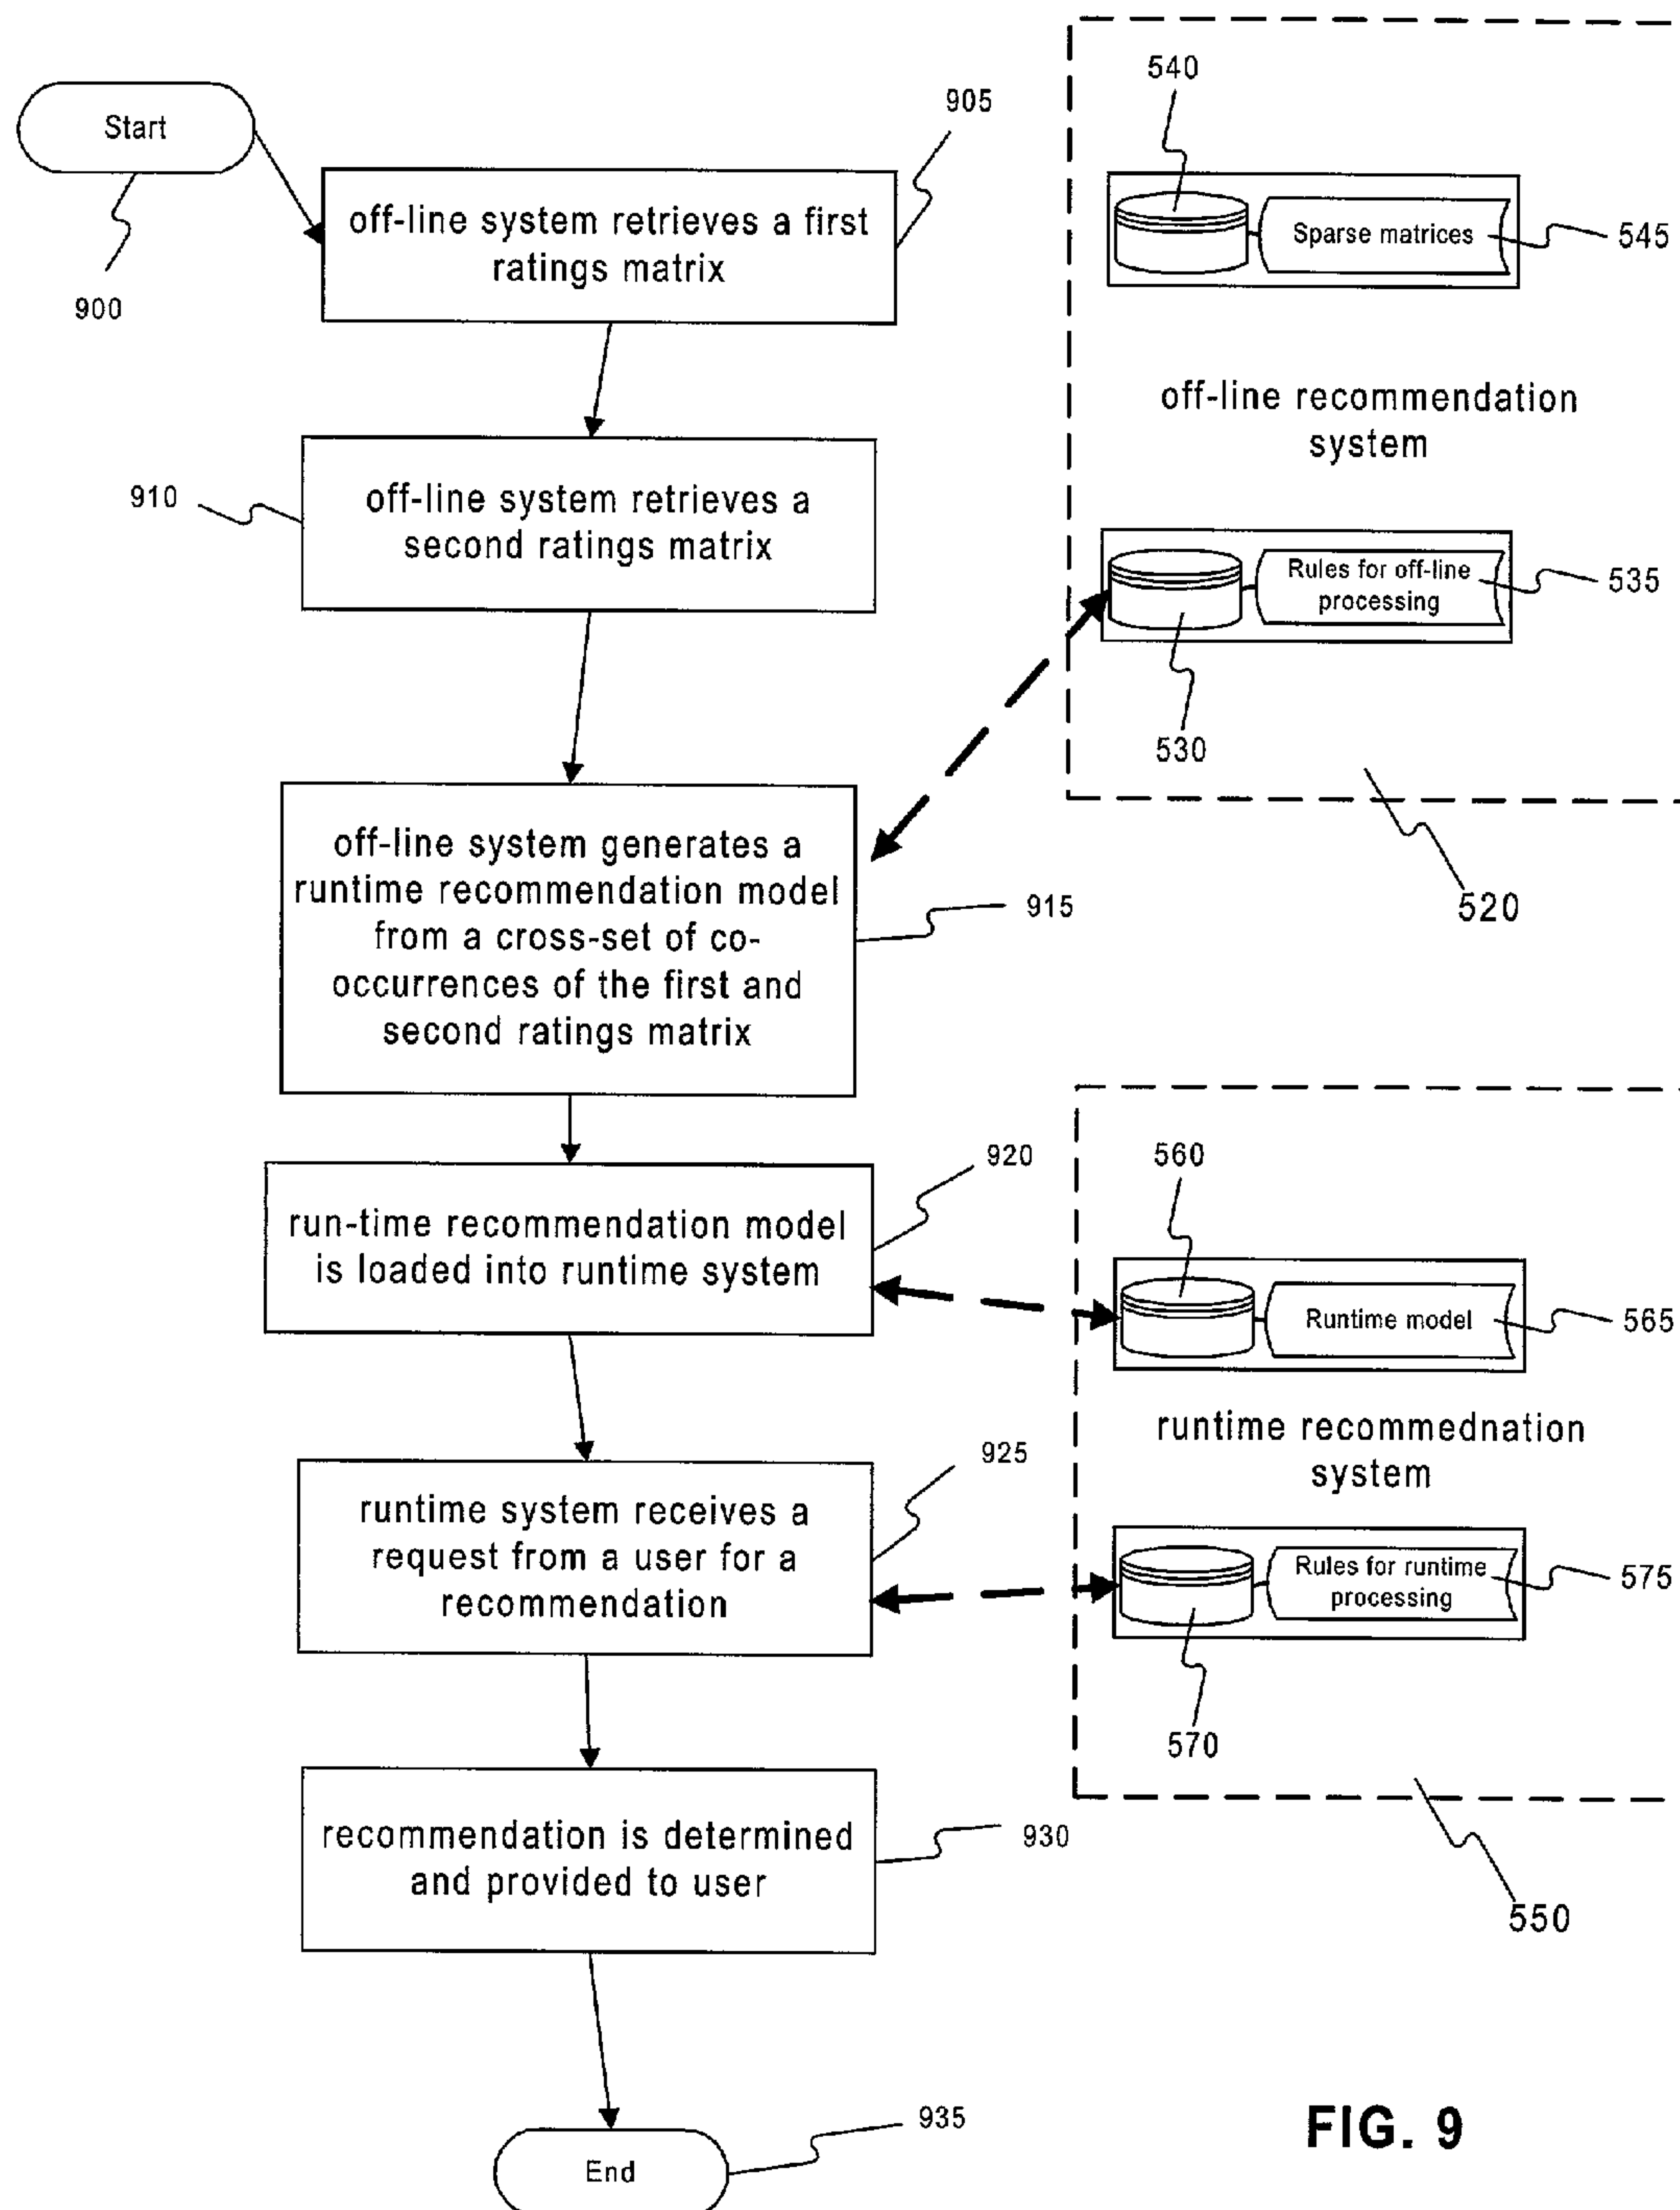 Start
900
905
off-line system retrieves a first
ratings matrix
910
off-line system retrieves a
second ratings matrix
off-line system generates a
runtime recommendation model
from a cross-set of co-
occurrences of the first and
second ratings matrix
915
run-time recommendation model
is loaded into runtime system
920
runtime system receives a
request from a user for a
recommendation
925
recommendation is determined
and provided to user
930
End
935
540
Sparse matrices
545
off-line recommendation
system
Rules for off-line
processing
535
530
520
560
Runtime model
565
runtime recommednation
system
Rules for runtime
processing
575
570
550
FIG. 9